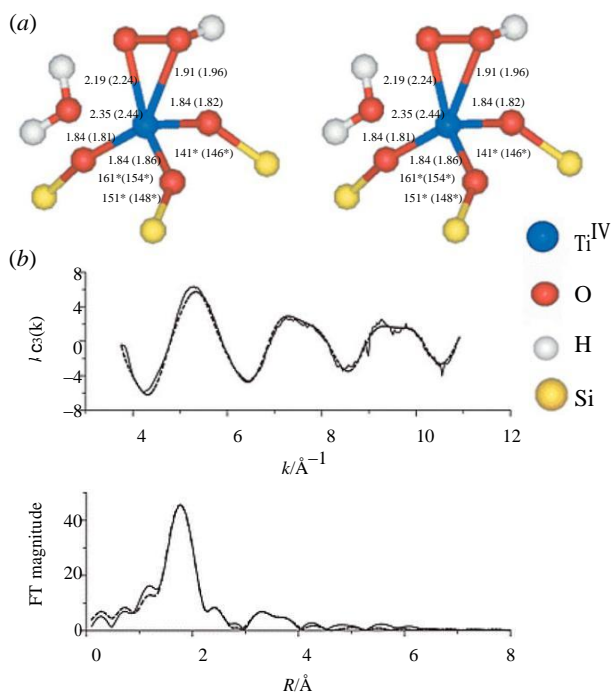 (a)
2.19 (2.24)
1.91 (1.96)
2.35 (2.44)
1.84 (1.82)
1.84 (1.81)
1.84 (1.86)
141* (146*)
161* (154*)
151* (148*)
2.19 (2.24)
1.91 (1.96)
2.35 (2.44)
1.84 (1.82)
1.84 (1.81)
1.84 (1.86)
141* (146*)
161* (154*)
151* (148*)
Ti^IV
O
H
Si
(b)
8
4
0
−4
−8
c3(k)
4 6 8 10 12
k/Å−1
40
20
0
FT magnitude
0 2 4 6 8
R/Å